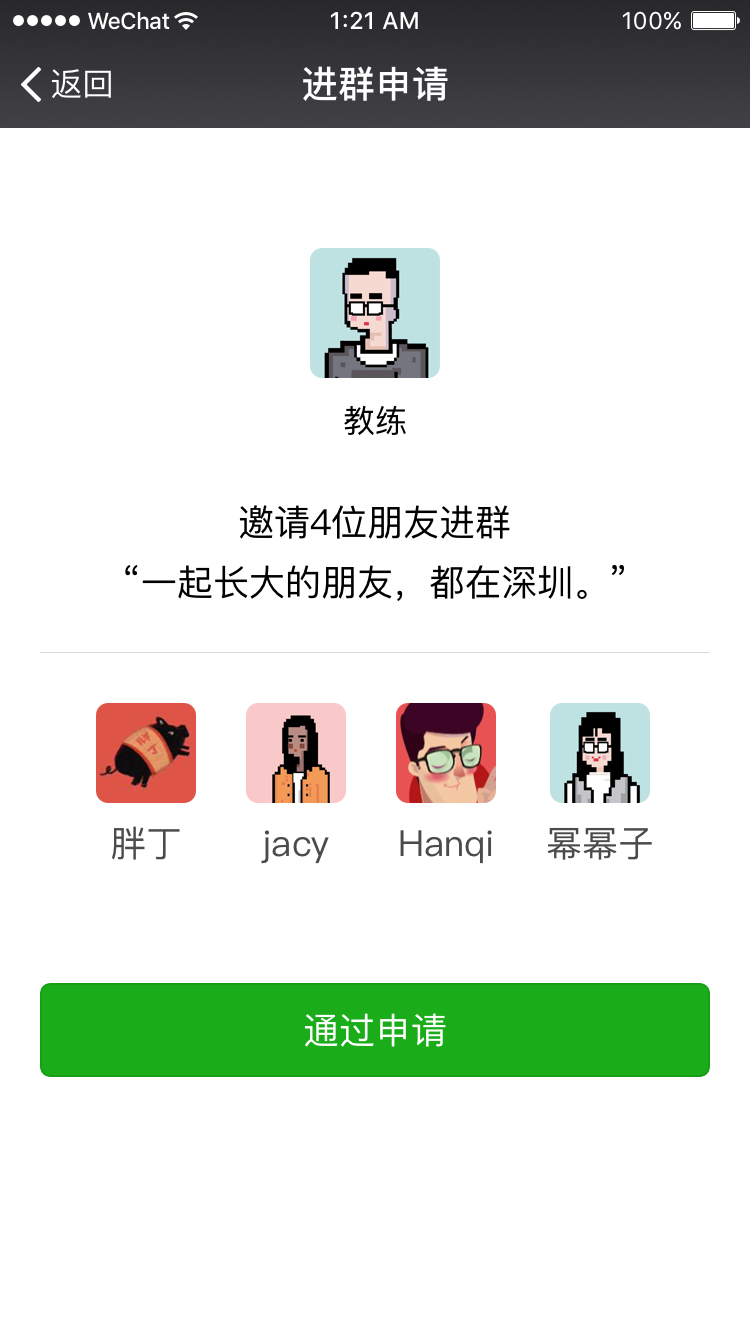 WeChat 1:21 AM 100%
返回 进群申请
教练
邀请4位朋友进群
“一起长大的朋友，都在深圳。”
胖丁 jacy Hanqi 幂幂子
通过申请